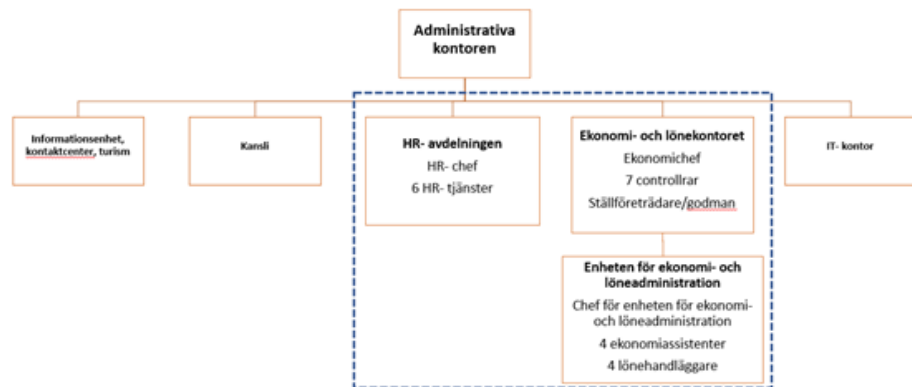 Administrativa
kontoren
Informationsenhet,
kontaktcenter, turism
Kansli
HR- avdelningen
HR- chef
6 HR- tjänster
Ekonomi- och lönekontoret
Ekonomichef
7 controllrar
Ställföreträdare/godman
IT- kontor
Enheten för ekonomi- och
löneadministration
Chef för enheten för ekonomi-
och löneadministration
4 ekonomiassistenter
4 lönehandläggare